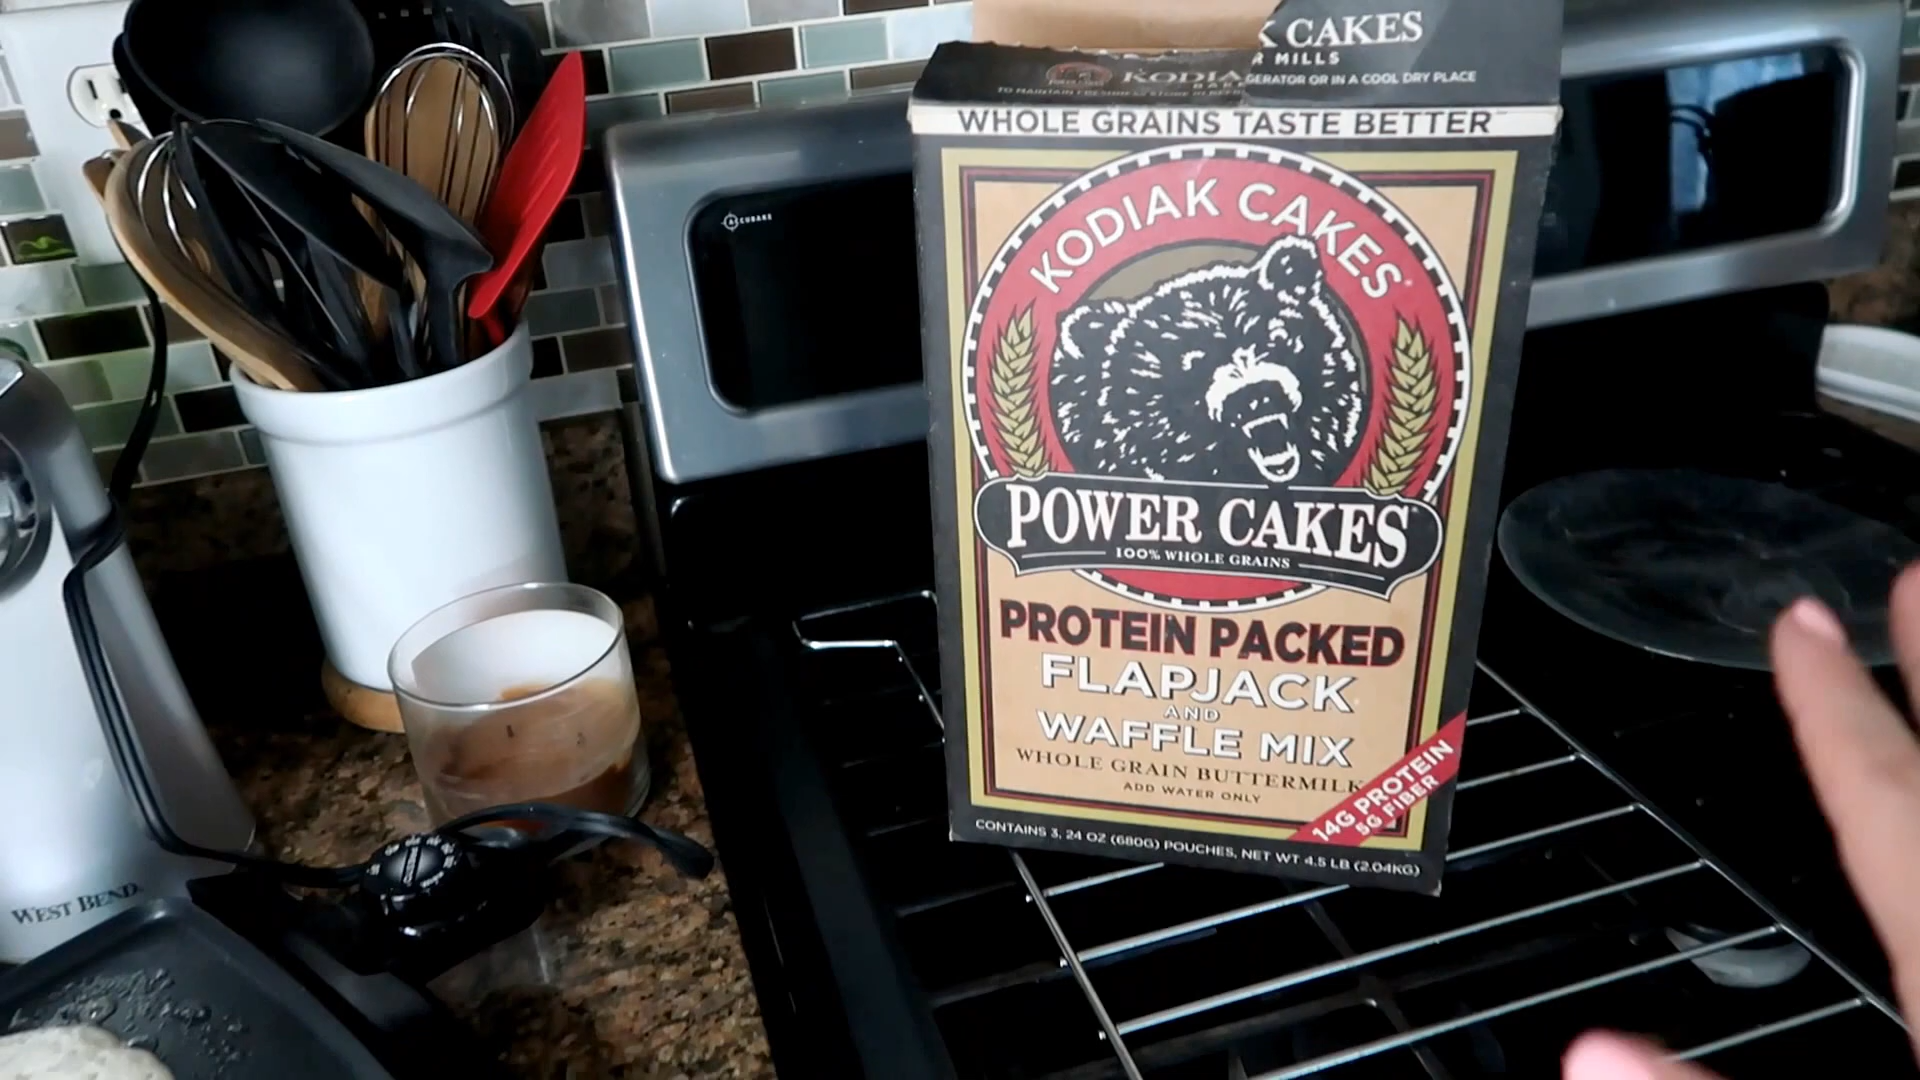 K CAKES
R MILLS
KODIA
GERATOR OR IN A COOL DRY PLACE
WHOLE GRAINS TASTE BETTER
KODIAK CAKES
POWER CAKES
100% WHOLE GRAINS
PROTEIN PACKED
FLAPJACK
AND
WAFFLE MIX
WHOLE GRAIN BUTTERMILK
ADD WATER ONLY
14G PROTEIN
5G FIBER
CONTAINS 3, 24 OZ (680G) POUCHES, NET WT 4.5 LB (2.04KG)
ACUBAKE
WEST BEND